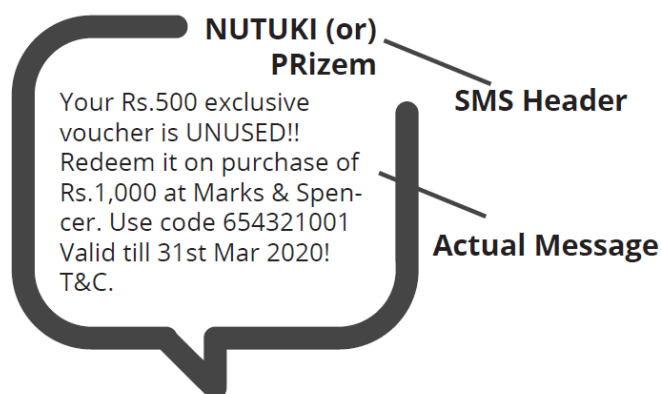 NUTUKI (or)
PRizem
SMS Header
Your Rs.500 exclusive
voucher is UNUSED!!
Redeem it on purchase of
Rs.1,000 at Marks & Spen-
cer. Use code 654321001
Valid till 31st Mar 2020!
T&C.
Actual Message